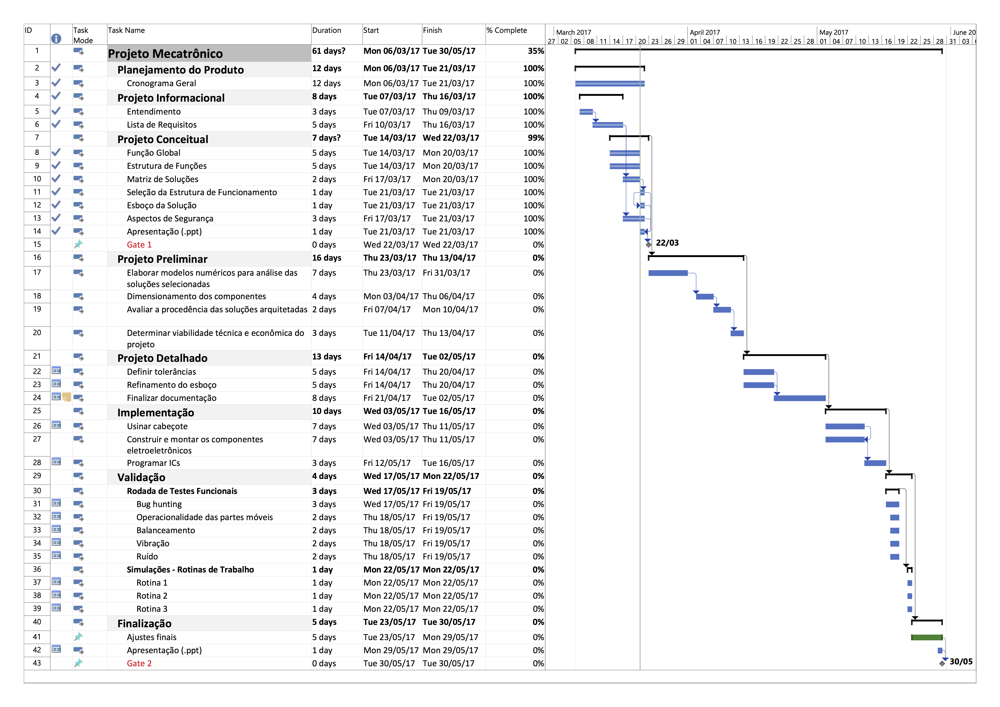 ID Task Mode Task Name Duration Start Finish % Complete
March 2017 April 2017 May 2017 June 20
27 02 05 08 11 14 17 20 23 26 29 01 04 07 10 13 16 19 22 25 28 01 04 07 10 13 16 19 22 25 28 31 03
1 Projeto Mecatrônico 61 days? Mon 06/03/17 Tue 30/05/17 35%
2 Planejamento do Produto 12 days Mon 06/03/17 Tue 21/03/17 100%
3 Cronograma Geral 12 days Mon 06/03/17 Tue 21/03/17 100%
4 Projeto Informacional 8 days Tue 07/03/17 Thu 16/03/17 100%
5 Entendimento 3 days Tue 07/03/17 Thu 09/03/17 100%
6 Lista de Requisitos 5 days Fri 10/03/17 Thu 16/03/17 100%
7 Projeto Conceitual 7 days? Tue 14/03/17 Wed 22/03/17 99%
8 Função Global 5 days Tue 14/03/17 Mon 20/03/17 100%
9 Estrutura de Funções 5 days Tue 14/03/17 Mon 20/03/17 100%
10 Matriz de Soluções 2 days Fri 17/03/17 Mon 20/03/17 100%
11 Seleção da Estrutura de Funcionamento 1 day Tue 21/03/17 Tue 21/03/17 100%
12 Esboço da Solução 1 day Tue 21/03/17 Tue 21/03/17 100%
13 Aspectos de Segurança 3 days Fri 17/03/17 Tue 21/03/17 100%
14 Apresentação (.ppt) 1 day Tue 21/03/17 Tue 21/03/17 100%
15 Gate 1 0 days Wed 22/03/17 Wed 22/03/17 0% 22/03
16 Projeto Preliminar 16 days Thu 23/03/17 Thu 13/04/17 0%
17 Elaborar modelos numéricos para análise das 7 days Thu 23/03/17 Fri 31/03/17 0%
soluções selecionadas
18 Dimensionamento dos componentes 4 days Mon 03/04/17 Thu 06/04/17 0%
19 Avaliar a procedência das soluções arquitetadas 2 days Fri 07/04/17 Mon 10/04/17 0%
20 Determinar viabilidade técnica e econômica do 3 days Tue 11/04/17 Thu 13/04/17 0%
projeto
21 Projeto Detalhado 13 days Fri 14/04/17 Tue 02/05/17 0%
22 Definir tolerâncias 5 days Fri 14/04/17 Thu 20/04/17 0%
23 Refinamento do esboço 5 days Fri 14/04/17 Thu 20/04/17 0%
24 Finalizar documentação 8 days Fri 21/04/17 Tue 02/05/17 0%
25 Implementação 10 days Wed 03/05/17 Tue 16/05/17 0%
26 Usinar cabeçote 7 days Wed 03/05/17 Thu 11/05/17 0%
27 Construir e montar os componentes 7 days Wed 03/05/17 Thu 11/05/17 0%
eletroeletrônicos
28 Programar ICs 3 days Fri 12/05/17 Tue 16/05/17 0%
29 Validação 4 days Wed 17/05/17 Mon 22/05/17 0%
30 Rodada de Testes Funcionais 3 days Wed 17/05/17 Fri 19/05/17 0%
31 Bug hunting 3 days Wed 17/05/17 Fri 19/05/17 0%
32 Operacionalidade das partes móveis 2 days Thu 18/05/17 Fri 19/05/17 0%
33 Balanceamento 2 days Thu 18/05/17 Fri 19/05/17 0%
34 Vibração 2 days Thu 18/05/17 Fri 19/05/17 0%
35 Ruído 2 days Thu 18/05/17 Fri 19/05/17 0%
36 Simulações - Rotinas de Trabalho 1 day Mon 22/05/17 Mon 22/05/17 0%
37 Rotina 1 1 day Mon 22/05/17 Mon 22/05/17 0%
38 Rotina 2 1 day Mon 22/05/17 Mon 22/05/17 0%
39 Rotina 3 1 day Mon 22/05/17 Mon 22/05/17 0%
40 Finalização 5 days Tue 23/05/17 Tue 30/05/17 0%
41 Ajustes finais 5 days Tue 23/05/17 Mon 29/05/17 0%
42 Apresentação (.ppt) 1 day Mon 29/05/17 Mon 29/05/17 0%
43 Gate 2 0 days Tue 30/05/17 Tue 30/05/17 0% 30/05